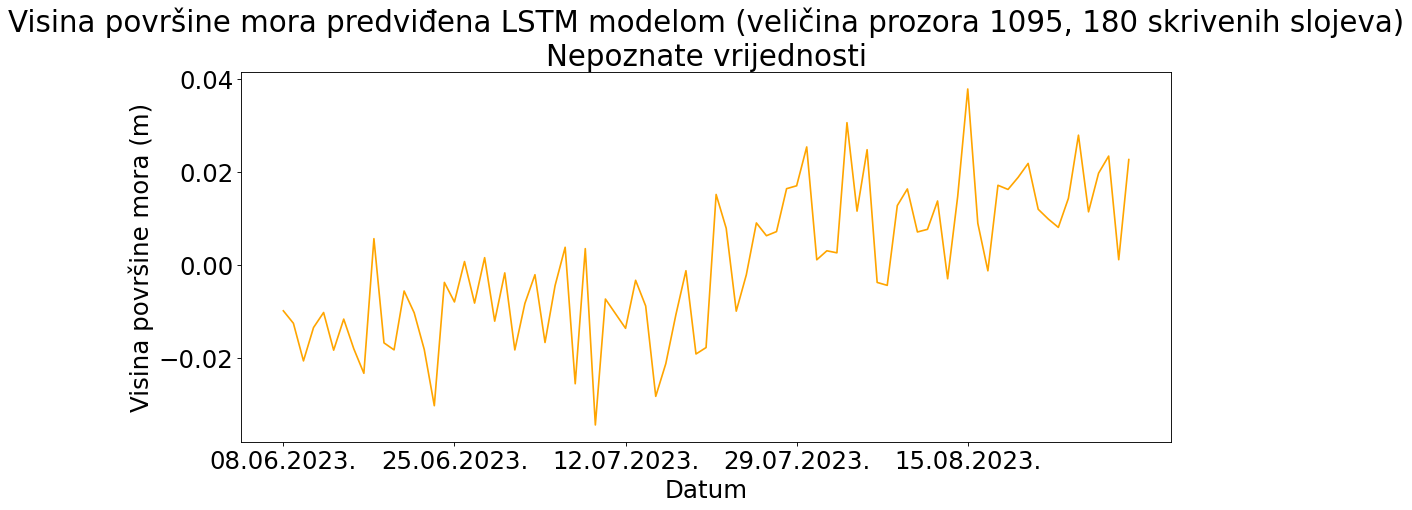 Visina površine mora predviđena LSTM modelom (veličina prozora 1095, 180 skrivenih slojeva)
Nepoznate vrijednosti
Visina površine mora (m)
0.04
0.02
0.00
−0.02
08.06.2023. 25.06.2023. 12.07.2023. 29.07.2023. 15.08.2023.
Datum